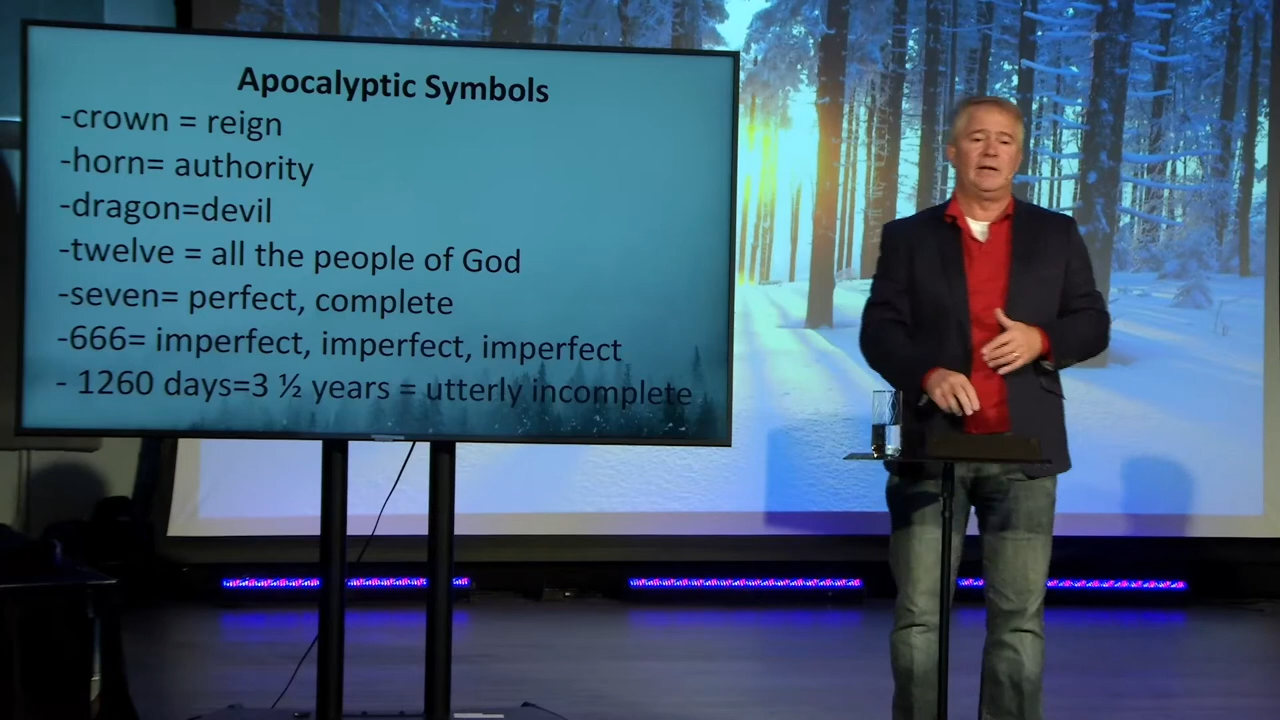 Apocalyptic Symbols
-crown = reign
-horn= authority
-dragon=devil
-twelve = all the people of God
-seven= perfect, complete
-666= imperfect, imperfect, imperfect
- 1260 days=3 ½ years = utterly incomplete